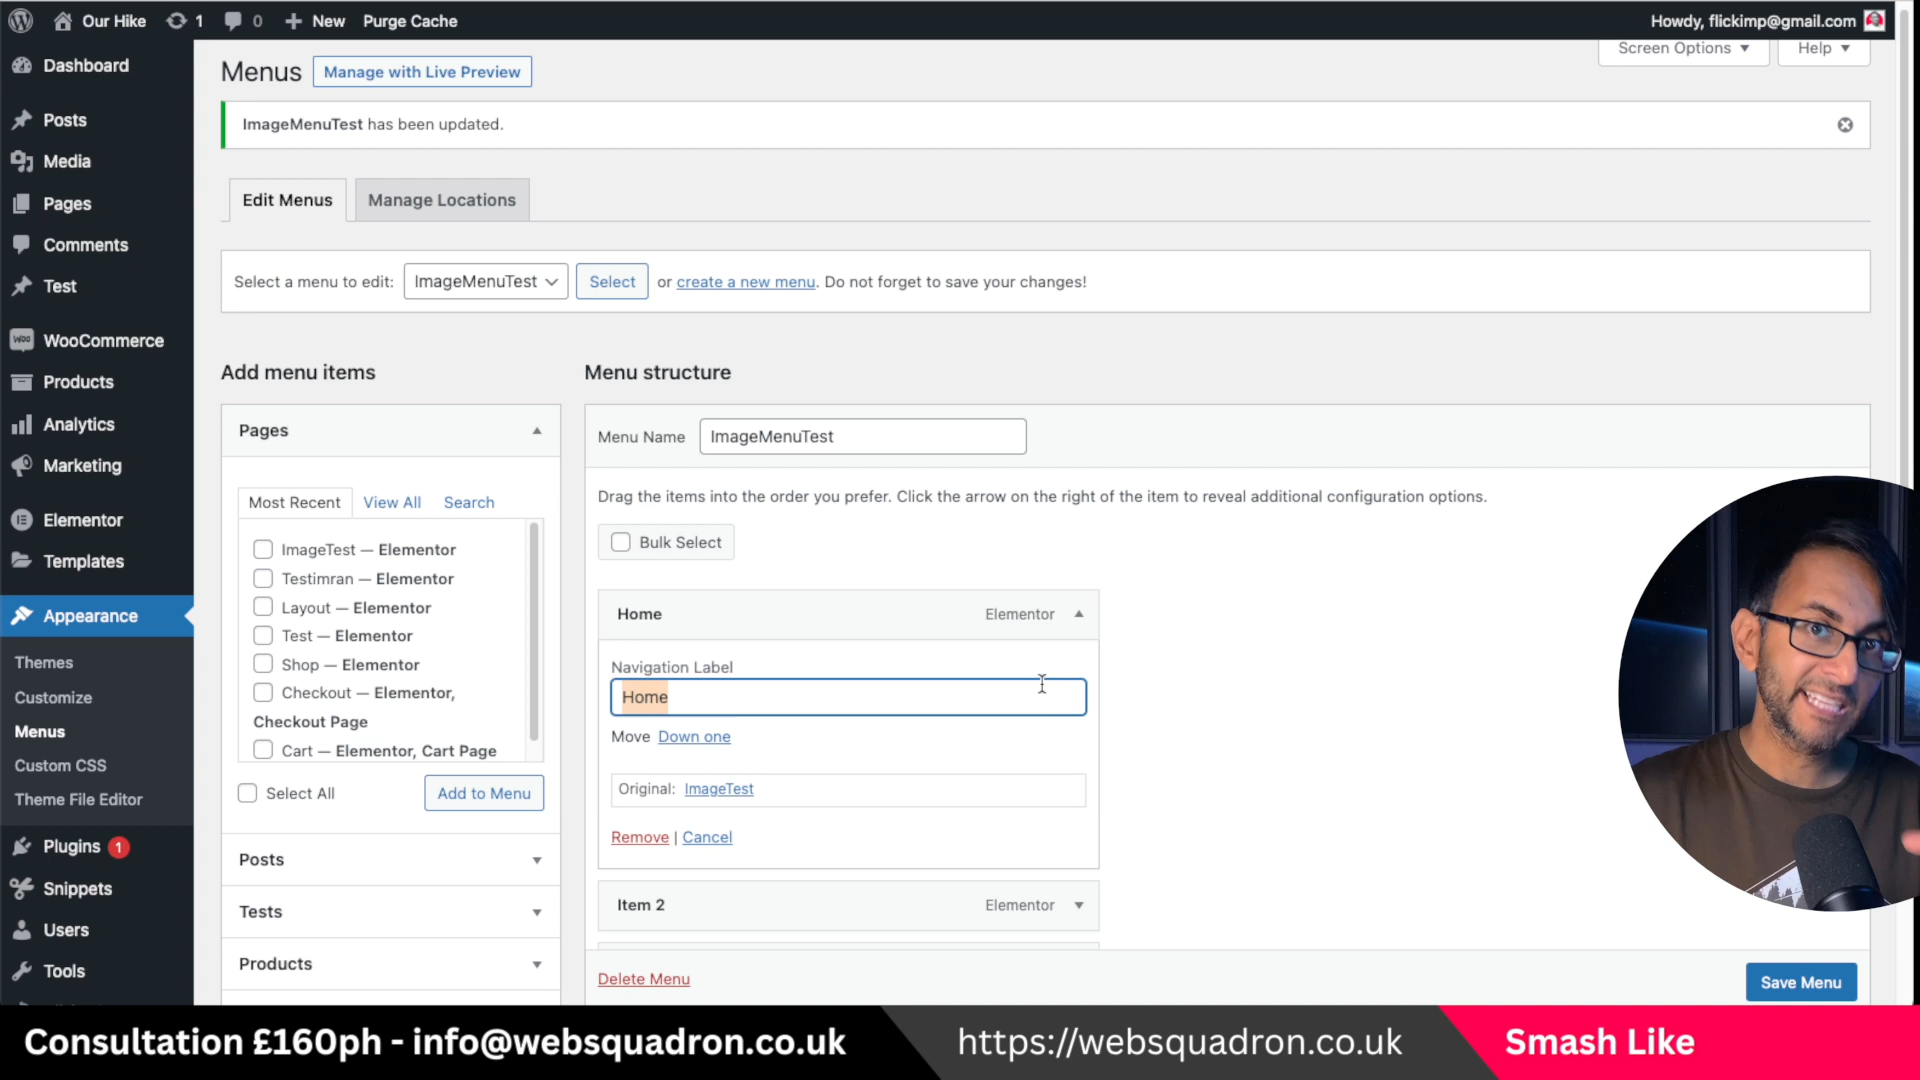 Our Hike 1 0 New Purge Cache Howdy, flickimp@gmail.com
Screen Options Help
Dashboard
Posts
Media
Pages
Comments
Test
WooCommerce
Products
Analytics
Marketing
Elementor
Templates
Appearance
Themes
Customize
Menus
Custom CSS
Theme File Editor
Plugins 1
Snippets
Users
Tools
Menus Manage with Live Preview
ImageMenuTest has been updated.
Edit Menus Manage Locations
Select a menu to edit: ImageMenuTest Select or create a new menu. Do not forget to save your changes!
Add menu items
Pages
Most Recent View All Search
ImageTest — Elementor
Testimran — Elementor
Layout — Elementor
Test — Elementor
Shop — Elementor
Checkout — Elementor,
Checkout Page
Cart — Elementor, Cart Page
Select All Add to Menu
Posts
Tests
Products
Menu structure
Menu Name ImageMenuTest
Drag the items into the order you prefer. Click the arrow on the right of the item to reveal additional configuration options.
Bulk Select
Home Elementor
Navigation Label
Home
Move Down one
Original: ImageTest
Remove | Cancel
Item 2 Elementor
Delete Menu Save Menu
Consultation £160ph - info@websquadron.co.uk https://websquadron.co.uk Smash Like